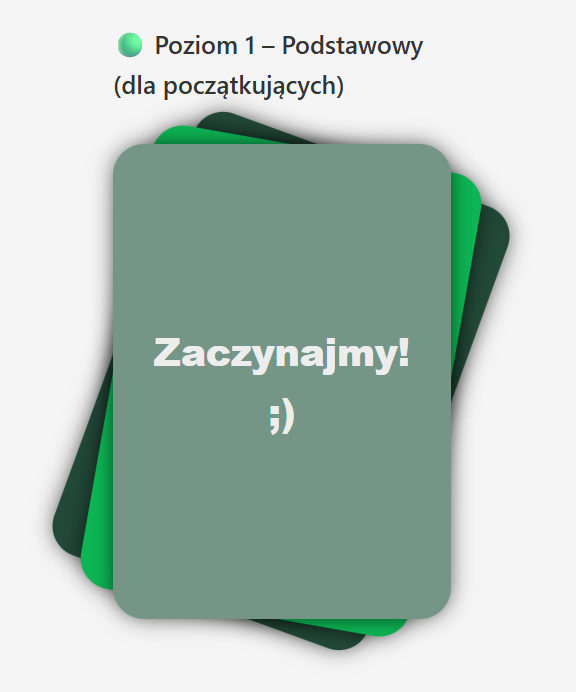 Poziom 1 – Podstawowy
(dla początkujących)
Zaczynajmy!
;)